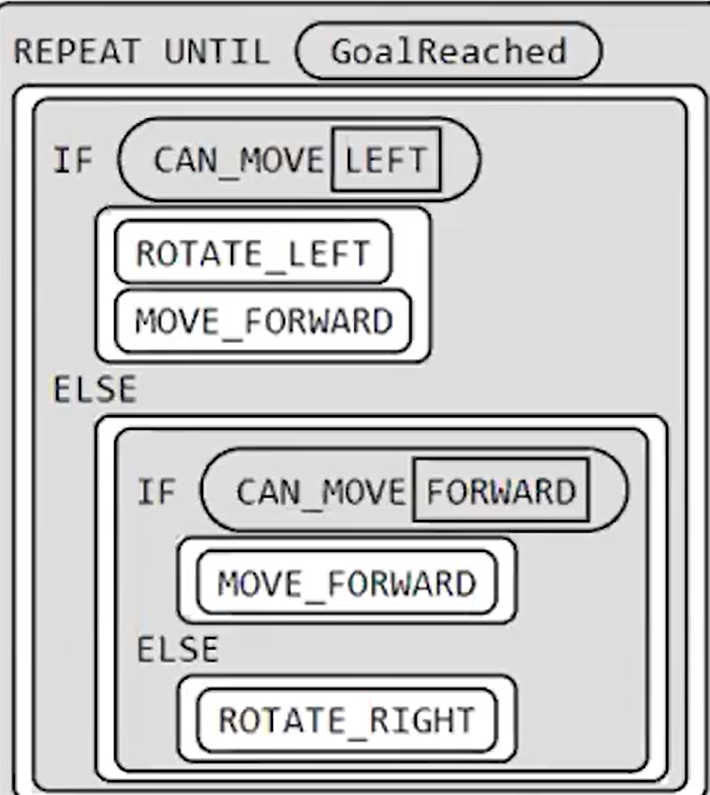 REPEAT UNTIL GoalReached
IF CAN_MOVE LEFT
ROTATE_LEFT
MOVE_FORWARD
ELSE
IF CAN_MOVE FORWARD
MOVE_FORWARD
ELSE
ROTATE_RIGHT